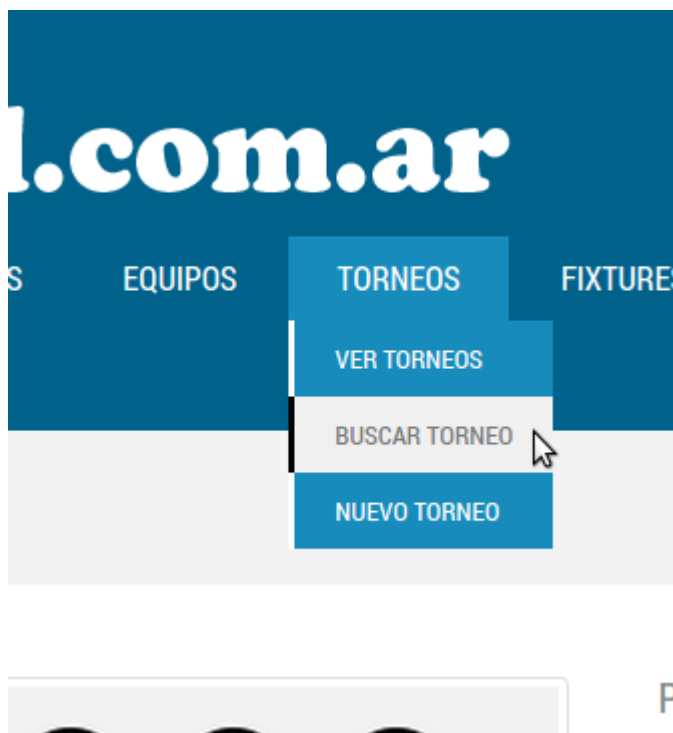 l.com.ar
S EQUIPOS TORNEOS FIXTURES
VER TORNEOS
BUSCAR TORNEO
NUEVO TORNEO
P